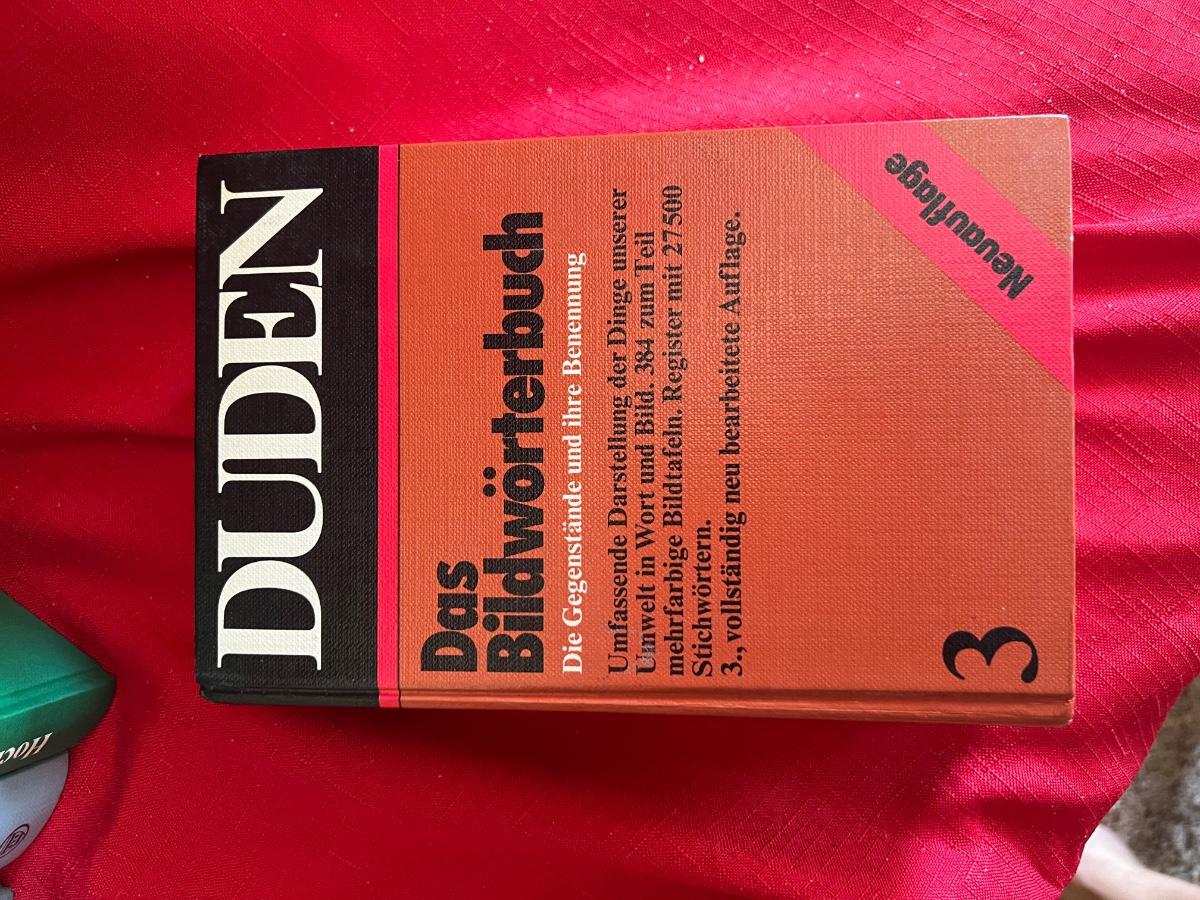 DUDEN
Das
Bildwörterbuch
Die Gegenstände und ihre Benennung
Umfassende Darstellung der Dinge unserer
Umwelt in Wort und Bild. 384 zum Teil
mehrfarbige Bildtafeln. Register mit 27500
Stichwörtern.
3., vollständig neu bearbeitete Auflage.
3
Neuauflage